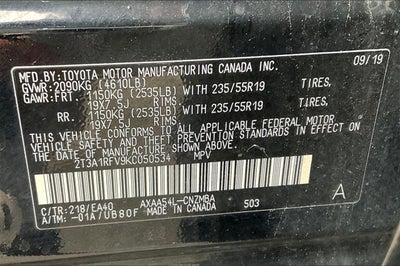 MFD.BY: TOYOTA MOTOR MANUFACTURING CANADA INC. 09/19
GVWR: 2090KG (4610LB)
GAWR: FRT 1150KG (2535LB) WITH 235/55R19 TIRES,
19X7.5J RIMS,
RR 1150KG (2535LB) WITH 235/55R19 TIRES,
19X7.5J RIMS,
THIS VEHICLE CONFORMS TO ALL APPLICABLE FEDERAL MOTOR
VEHICLE SAFETY, BUMPER, AND THEFT PREVENTION STANDARDS IN
EFFECT ON THE DATE OF MANUFACTURE SHOWN ABOVE.
2T3A1RFV9KC050534 MPV
A
C/TR: 218/EA40 AXAA54L-CNZMBA
A/TM: -01A/UB80F MADE IN CANADA 503